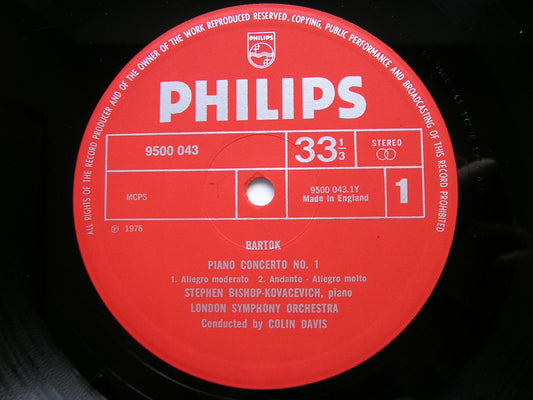 ALL RIGHTS OF THE RECORD PRODUCER AND OF THE OWNER OF THE WORK REPRODUCED RESERVED. COPYING, PUBLIC PERFORMANCE AND BROADCASTING OF THIS RECORD PROHIBITED
PHILIPS
PHILIPS
9500 043
33 1/3
STEREO
MCPS
9500 043.1Y
Made in England
1
℗ 1976
BARTOK
PIANO CONCERTO NO. 1
1. Allegro moderato 2. Andante - Allegro molto
STEPHEN BISHOP-KOVACEVICH, piano
LONDON SYMPHONY ORCHESTRA
Conducted by COLIN DAVIS